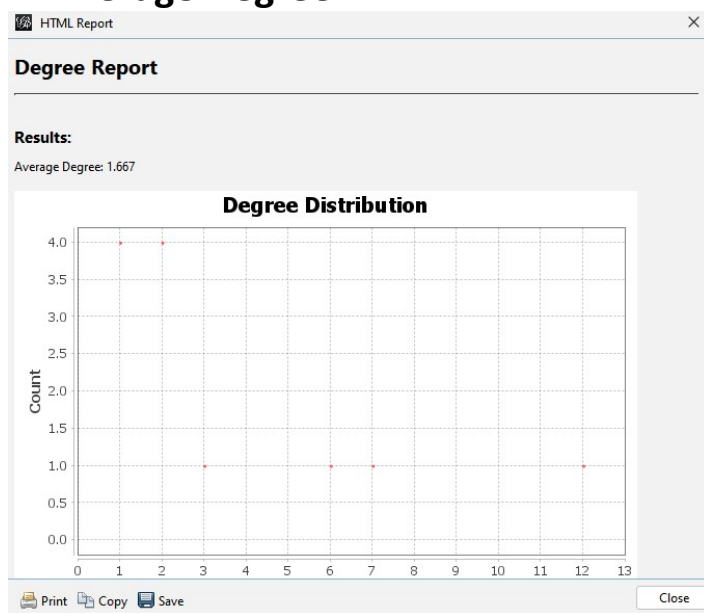 HTML Report
Degree Report
Results:
Average Degree: 1.667
Degree Distribution
4.0
3.5
3.0
2.5
2.0
1.5
1.0
0.5
0.0
Count
0 1 2 3 4 5 6 7 8 9 10 11 12 13
Print Copy Save Close